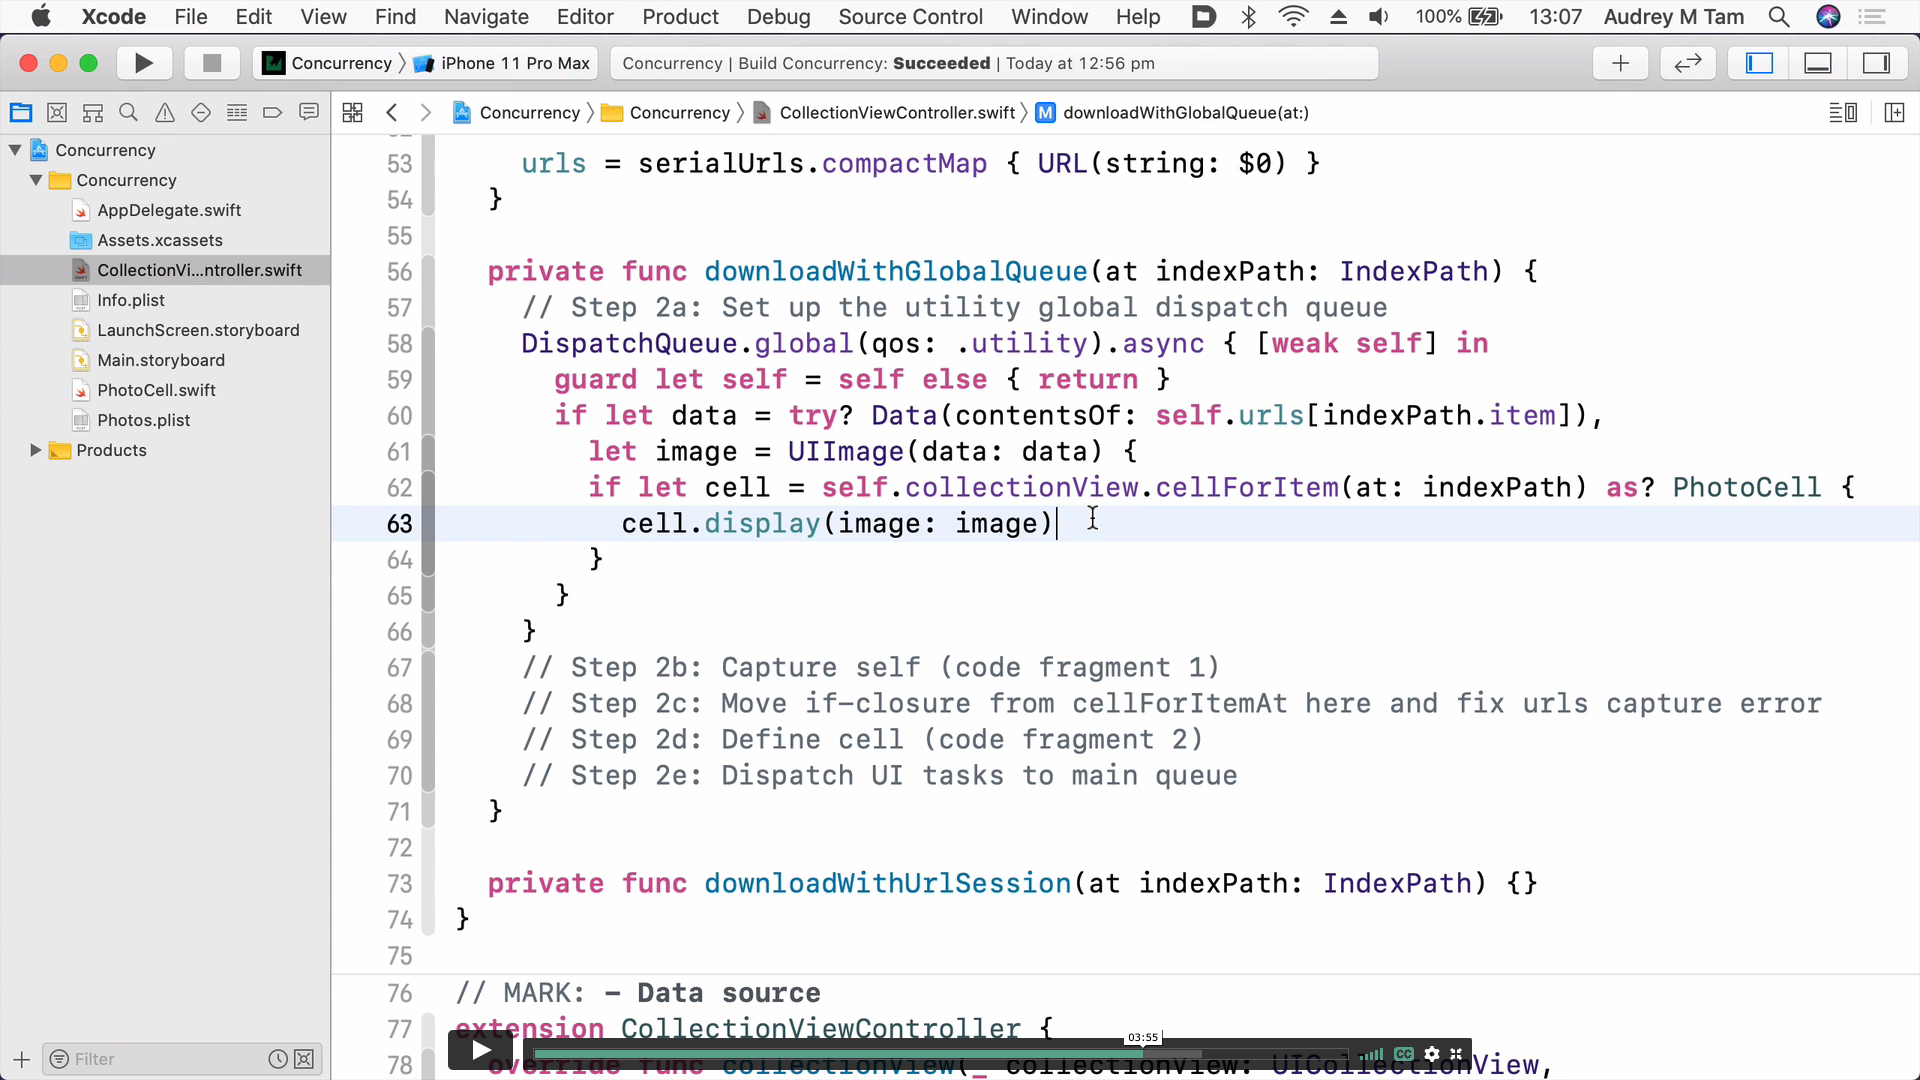 Xcode File Edit View Find Navigate Editor Product Debug Source Control Window Help 100% 13:07 Audrey M Tam
Concurrency iPhone 11 Pro Max Concurrency | Build Concurrency: Succeeded | Today at 12:56 pm
Concurrency Concurrency CollectionViewController.swift M downloadWithGlobalQueue(at:)
Concurrency
Concurrency
AppDelegate.swift
Assets.xcassets
CollectionVi...ntroller.swift
Info.plist
LaunchScreen.storyboard
Main.storyboard
PhotoCell.swift
Photos.plist
Products
Filter
53 urls = serialUrls.compactMap { URL(string: $0) }
54 }
55
56 private func downloadWithGlobalQueue(at indexPath: IndexPath) {
57 // Step 2a: Set up the utility global dispatch queue
58 DispatchQueue.global(qos: .utility).async { [weak self] in
59 guard let self = self else { return }
60 if let data = try? Data(contentsOf: self.urls[indexPath.item]),
61 let image = UIImage(data: data) {
62 if let cell = self.collectionView.cellForItem(at: indexPath) as? PhotoCell {
63 cell.display(image: image)
64 }
65 }
66 }
67 // Step 2b: Capture self (code fragment 1)
68 // Step 2c: Move if-closure from cellForItemAt here and fix urls capture error
69 // Step 2d: Define cell (code fragment 2)
70 // Step 2e: Dispatch UI tasks to main queue
71 }
72
73 private func downloadWithUrlSession(at indexPath: IndexPath) {}
74 }
75
76 // MARK: - Data source
77 extension CollectionViewController {
78 override func collectionView(_ collectionView: UICollectionView,
03:55
CC